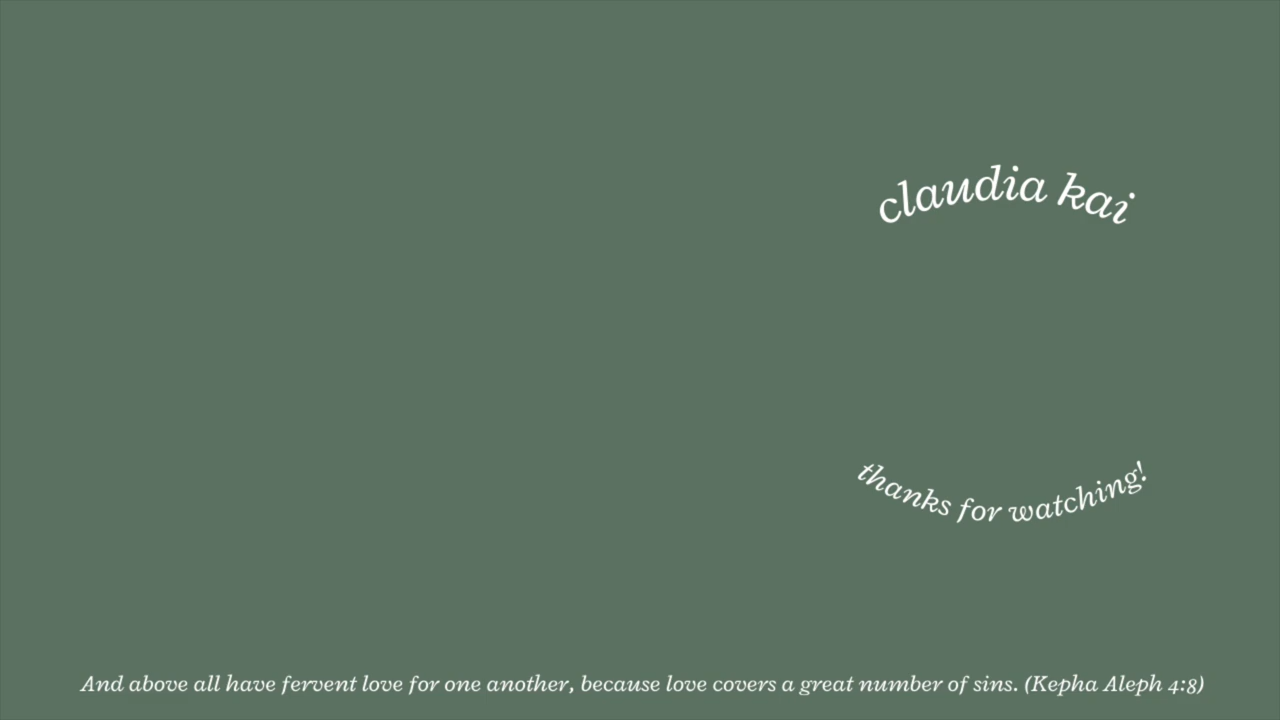 claudia kai
thanks for watching!
And above all have fervent love for one another, because love covers a great number of sins. (Kepha Aleph 4:8)